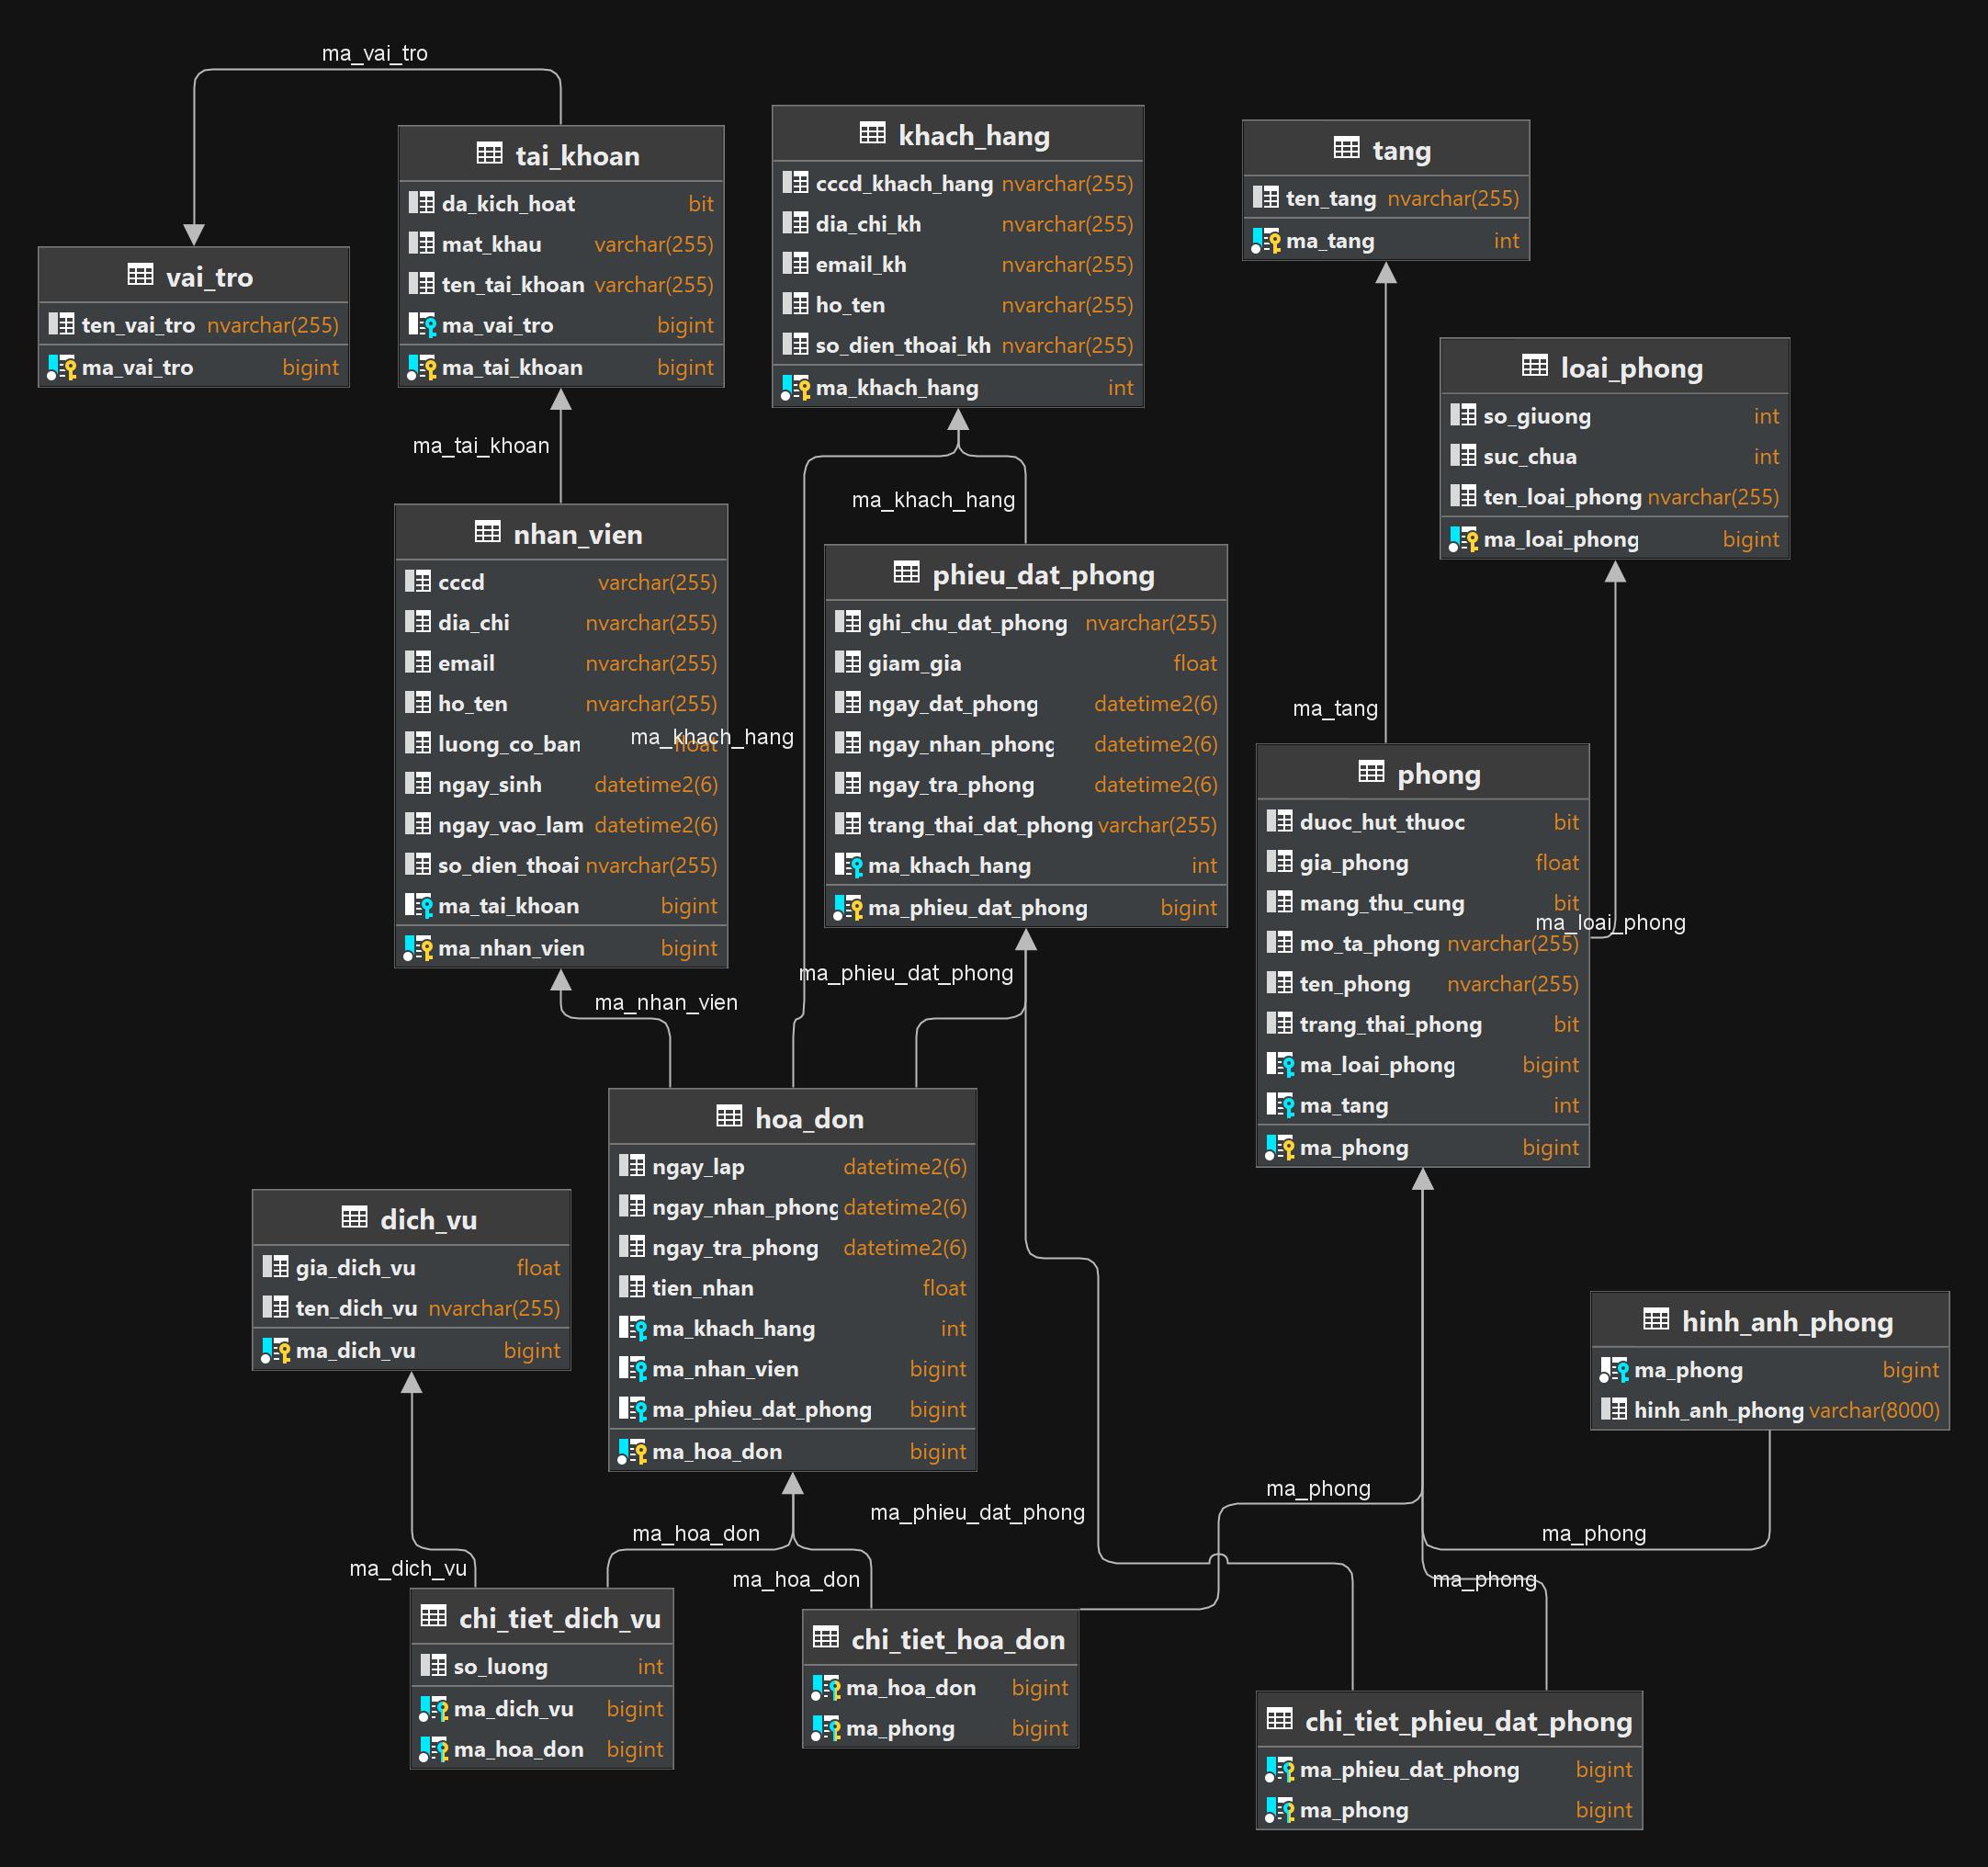 ma_vai_tro
vai_tro
ten_vai_tro nvarchar(255)
ma_vai_tro bigint
tai_khoan
da_kich_hoat bit
mat_khau varchar(255)
ten_tai_khoan varchar(255)
ma_vai_tro bigint
ma_tai_khoan bigint
khach_hang
cccd_khach_hang nvarchar(255)
dia_chi_kh nvarchar(255)
email_kh nvarchar(255)
ho_ten nvarchar(255)
so_dien_thoai_kh nvarchar(255)
ma_khach_hang int
tang
ten_tang nvarchar(255)
ma_tang int
loai_phong
so_giuong int
suc_chua int
ten_loai_phong nvarchar(255)
ma_loai_phong bigint
ma_tai_khoan
ma_khach_hang
nhan_vien
cccd varchar(255)
dia_chi nvarchar(255)
email nvarchar(255)
ho_ten nvarchar(255)
luong_co_ban float
ngay_sinh datetime2(6)
ngay_vao_lam datetime2(6)
so_dien_thoai nvarchar(255)
ma_tai_khoan bigint
ma_nhan_vien bigint
ma_khach_hang
phieu_dat_phong
ghi_chu_dat_phong nvarchar(255)
giam_gia float
ngay_dat_phong datetime2(6)
ngay_nhan_phong datetime2(6)
ngay_tra_phong datetime2(6)
trang_thai_dat_phong varchar(255)
ma_khach_hang int
ma_phieu_dat_phong bigint
ma_tang
phong
duoc_hut_thuoc bit
gia_phong float
mang_thu_cung bit
mo_ta_phong nvarchar(255)
ten_phong nvarchar(255)
trang_thai_phong bit
ma_loai_phong bigint
ma_tang int
ma_phong bigint
ma_loai_phong
ma_nhan_vien
ma_phieu_dat_phong
hoa_don
ngay_lap datetime2(6)
ngay_nhan_phong datetime2(6)
ngay_tra_phong datetime2(6)
tien_nhan float
ma_khach_hang int
ma_nhan_vien bigint
ma_phieu_dat_phong bigint
ma_hoa_don bigint
dich_vu
gia_dich_vu float
ten_dich_vu nvarchar(255)
ma_dich_vu bigint
hinh_anh_phong
ma_phong bigint
hinh_anh_phong varchar(8000)
ma_phong
ma_phieu_dat_phong
ma_hoa_don
ma_phong
ma_dich_vu
ma_hoa_don
ma_phong
chi_tiet_dich_vu
so_luong int
ma_dich_vu bigint
ma_hoa_don bigint
chi_tiet_hoa_don
ma_hoa_don bigint
ma_phong bigint
chi_tiet_phieu_dat_phong
ma_phieu_dat_phong bigint
ma_phong bigint